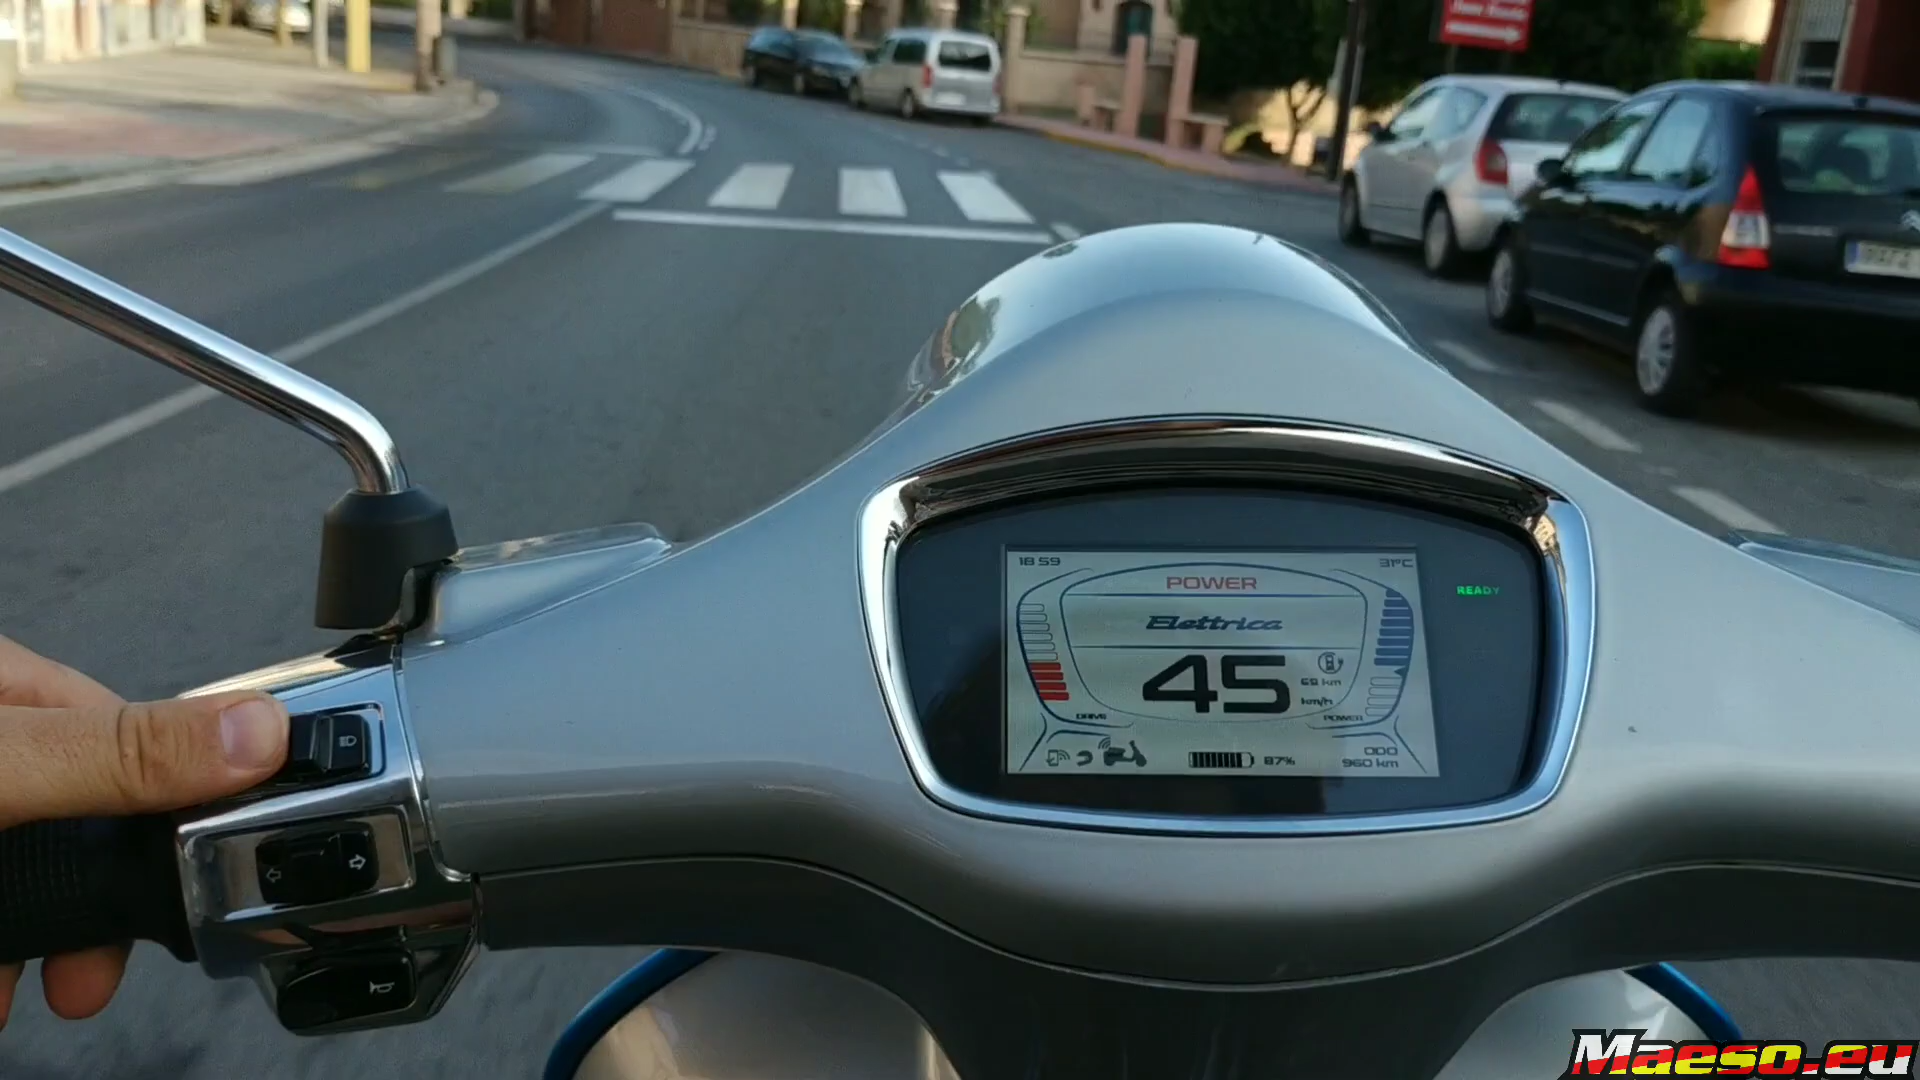 18:59
31°C
POWER
READY
Elettrica
45
69 km
km/h
DRIVE
POWER
87%
ODO
960 km
Maeso.eu